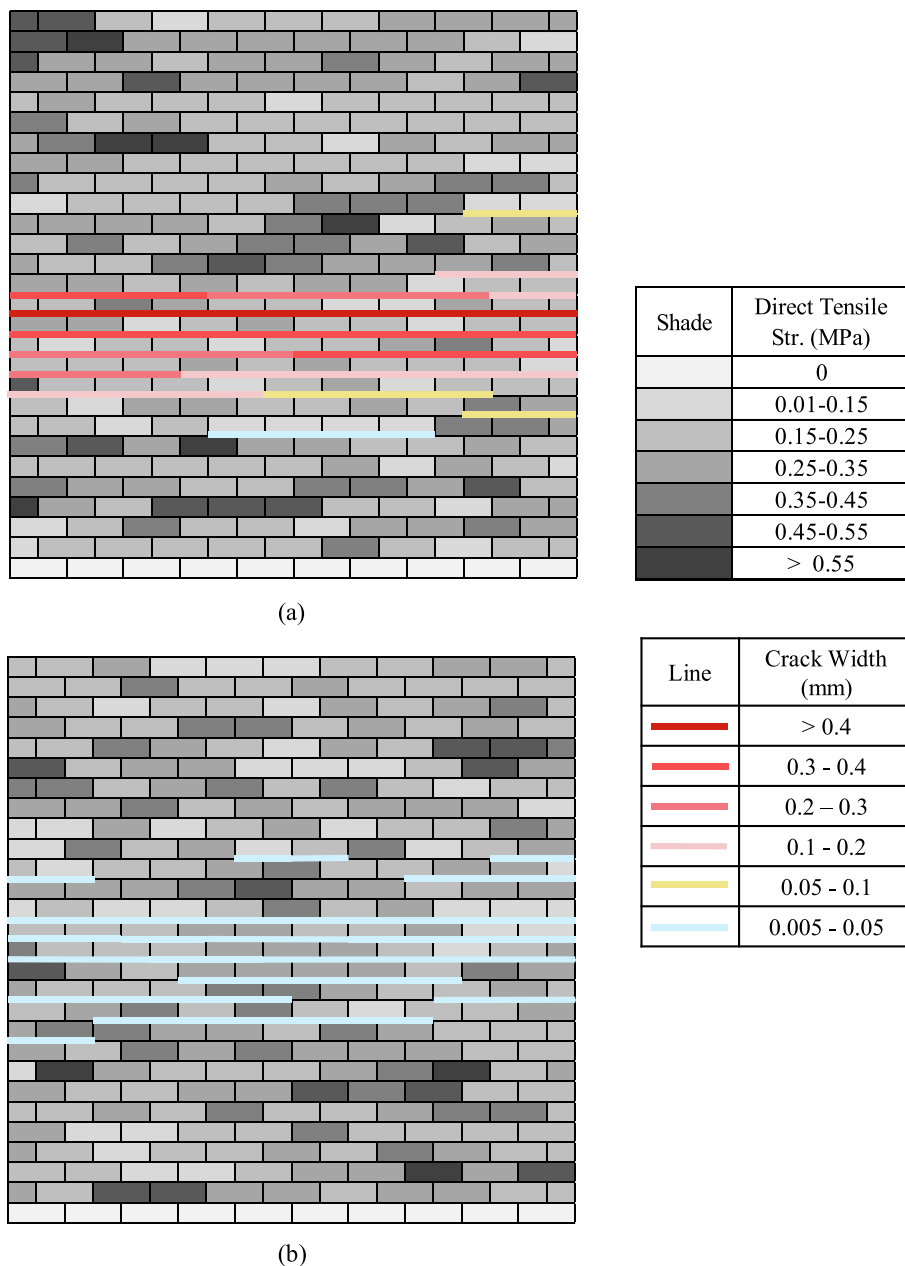 (a)
Shade
Direct Tensile
Str. (MPa)
0
0.01-0.15
0.15-0.25
0.25-0.35
0.35-0.45
0.45-0.55
> 0.55
Line
Crack Width
(mm)
> 0.4
0.3 - 0.4
0.2 – 0.3
0.1 - 0.2
0.05 - 0.1
0.005 - 0.05
(b)